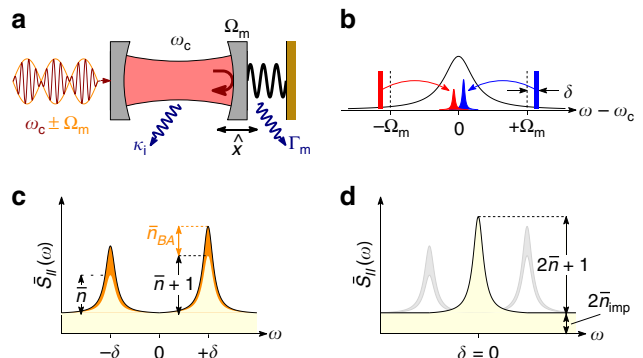 a
ω_c
Ω_m
ω_c ± Ω_m
κ_i
x̂
Γ_m
b
δ
−Ω_m
0
+Ω_m
ω − ω_c
c
S̄_II(ω)
n̄_BA
n̄
n̄ + 1
ω
−δ
0
+δ
d
S̄_II(ω)
2n̄ + 1
2n̄_imp
ω
δ = 0